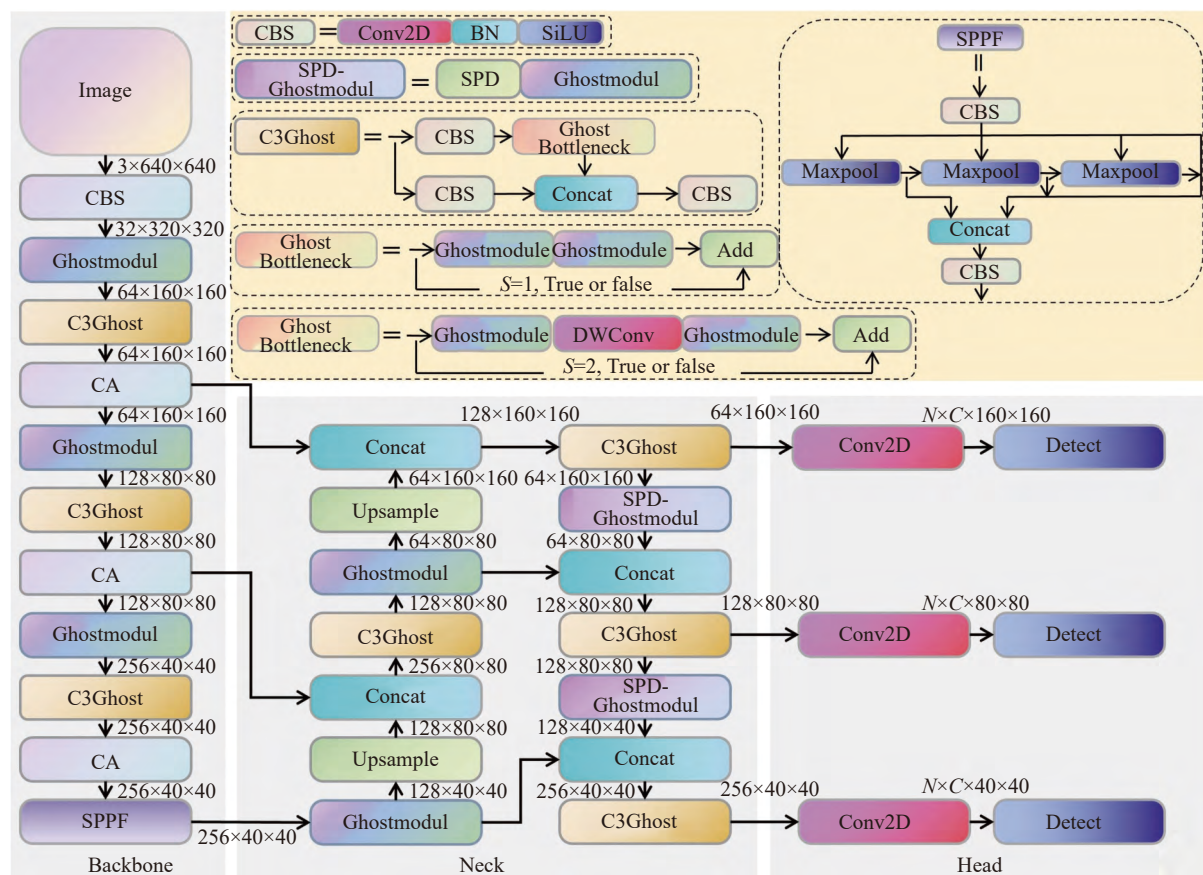 Image
3×640×640
CBS
32×320×320
Ghostmodul
64×160×160
C3Ghost
64×160×160
CA
64×160×160
Ghostmodul
128×80×80
C3Ghost
128×80×80
CA
128×80×80
Ghostmodul
256×40×40
C3Ghost
256×40×40
CA
256×40×40
SPPF
256×40×40
Backbone
CBS = Conv2D BN SiLU
SPD-
Ghostmodul = SPD Ghostmodul
C3Ghost = CBS Ghost
Bottleneck
CBS Concat CBS
Ghost
Bottleneck = Ghostmodule Ghostmodule Add
S=1, True or false
Ghost
Bottleneck = Ghostmodule DWConv Ghostmodule Add
S=2, True or false
SPPF
=
CBS
Maxpool Maxpool Maxpool
Concat
CBS
Concat
128×160×160
64×160×160
Upsample
64×80×80
Ghostmodul
128×80×80
C3Ghost
256×80×80
Concat
128×80×80
Upsample
128×40×40
Ghostmodul
C3Ghost
64×160×160
64×160×160
SPD-
Ghostmodul
64×80×80
Concat
128×80×80
C3Ghost
128×80×80
128×80×80
SPD-
Ghostmodul
128×40×40
Concat
256×40×40
C3Ghost
256×40×40
Neck
Conv2D
N×C×160×160
Detect
Conv2D
N×C×80×80
Detect
Conv2D
N×C×40×40
Detect
Head